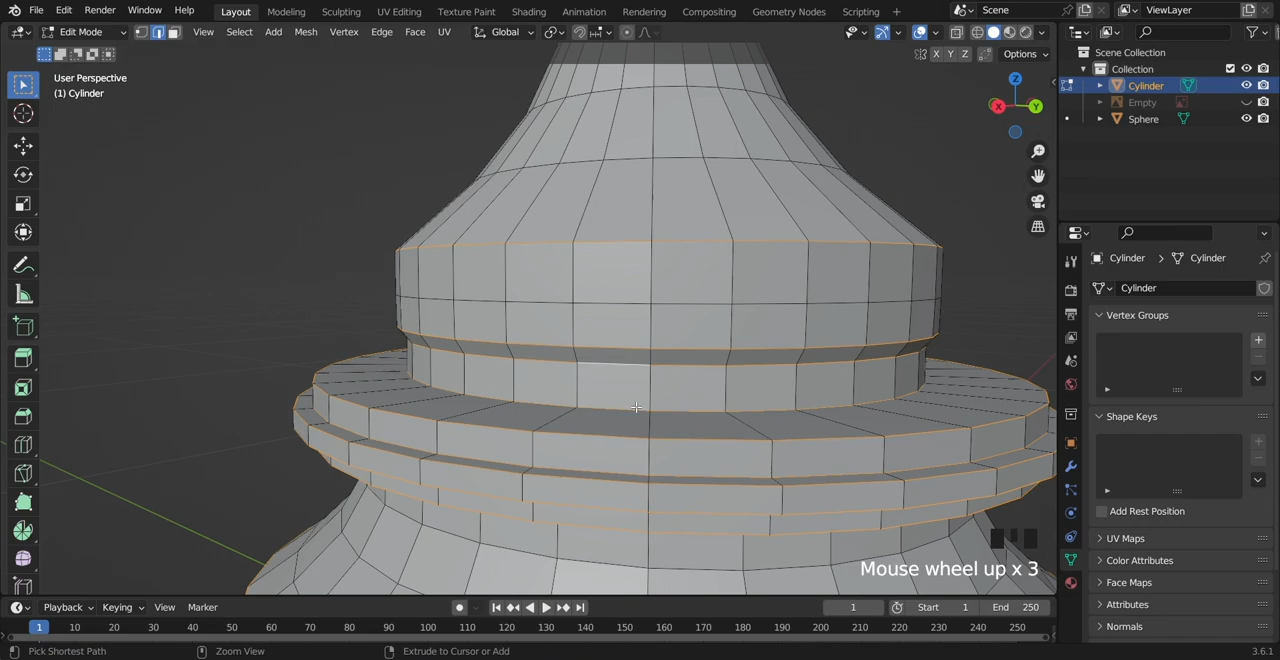 File Edit Render Window Help Layout Modeling Sculpting UV Editing Texture Paint Shading Animation Rendering Compositing Geometry Nodes Scripting + Scene ViewLayer
Edit Mode View Select Add Mesh Vertex Edge Face UV Global
X Y Z Options
User Perspective
(1) Cylinder
Z
X Y
Scene Collection
Collection
Cylinder
Empty
Sphere
Cylinder > Cylinder
Cylinder
Vertex Groups
Shape Keys
Add Rest Position
UV Maps
Color Attributes
Face Maps
Attributes
Normals
Mouse wheel up x 3
Playback Keying View Marker 1 Start 1 End 250
1 10 20 30 40 50 60 70 80 90 100 110 120 130 140 150 160 170 180 190 200 210 220 230 240 250
Pick Shortest Path Zoom View Extrude to Cursor or Add 3.6.1